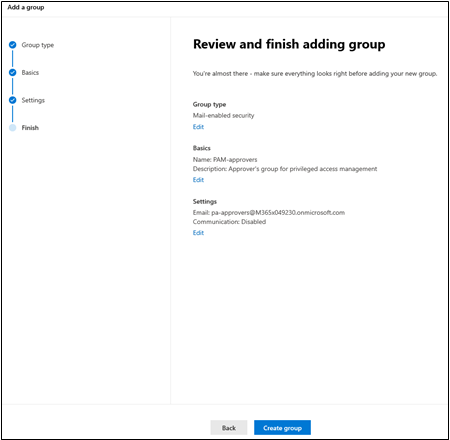 Add a group
Group type
Basics
Settings
Finish
Review and finish adding group
You're almost there - make sure everything looks right before adding your new group.
Group type
Mail-enabled security
Edit
Basics
Name: PAM-approvers
Description: Approver's group for privileged access management
Edit
Settings
Email: pa-approvers@M365x049230.onmicrosoft.com
Communication: Disabled
Edit
Back
Create group